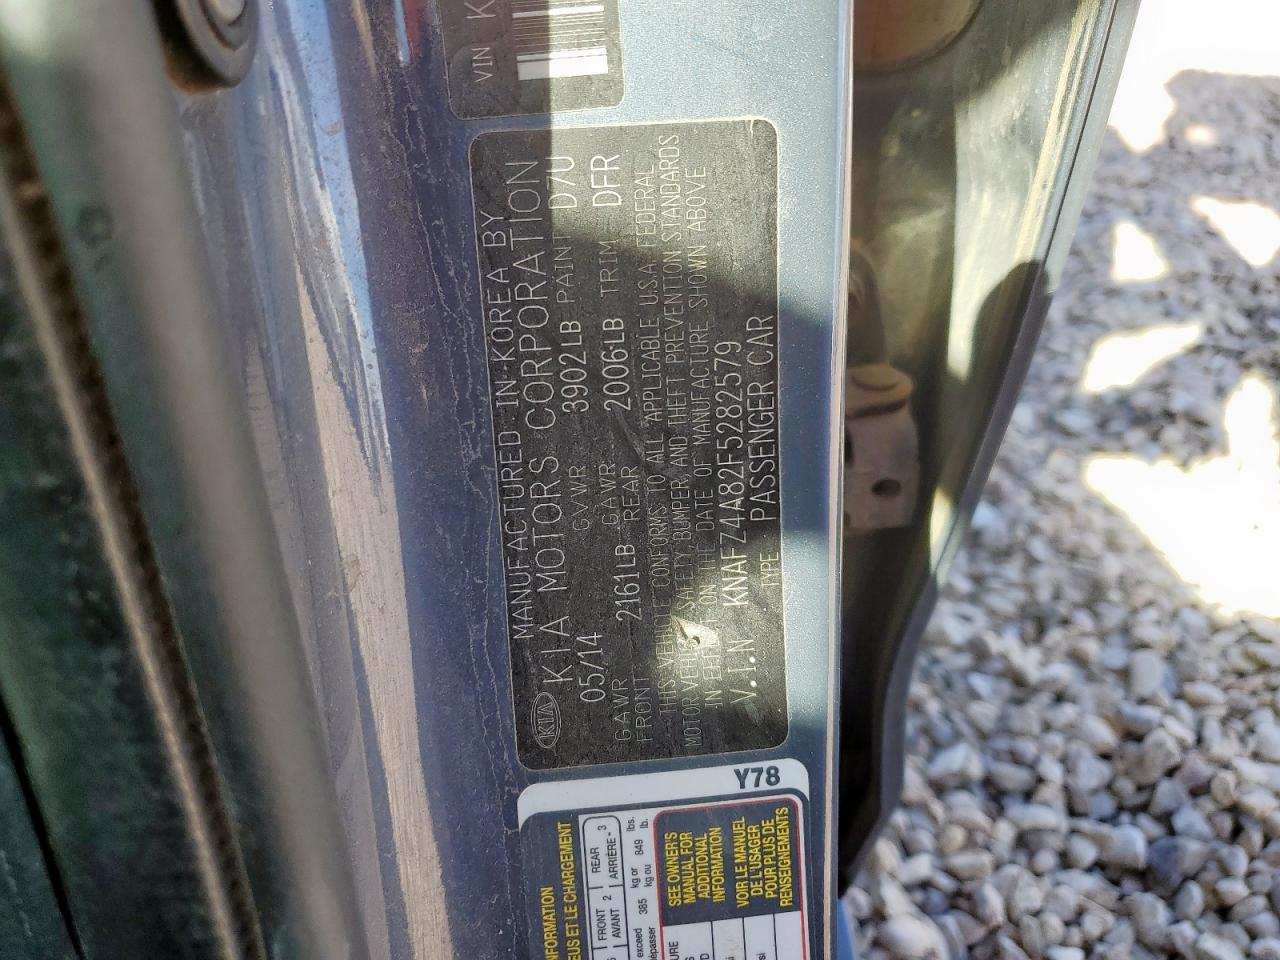 VIN K
MANUFACTURED IN KOREA BY
KIA KIA MOTORS CORPORATION
05/14 GVWR 3902LB PAINT D7U
GAWR FRONT 2161LB GAWR REAR 2006LB TRIM DFR
THIS VEHICLE CONFORMS TO ALL APPLICABLE U.S.A. FEDERAL
MOTOR VEHICLE SAFETY BUMPER AND THEFT PREVENTION STANDARDS
IN EFFECT ON THE DATE OF MANUFACTURE SHOWN ABOVE
V.I.N KNAFZ4A82F5282579
TYPE PASSENGER CAR
Y78
INFORMATION
EUS ET LE CHARGEMENT
FRONT 2 REAR 3
AVANT 2 ARRIÈRE
exceed 385 kg or 849 lbs.
dépasser kg ou lb.
SEE OWNER'S
MANUAL FOR
ADDITIONAL
INFORMATION
VOIR LE MANUEL
DE L'USAGER
POUR PLUS DE
RENSEIGNEMENTS